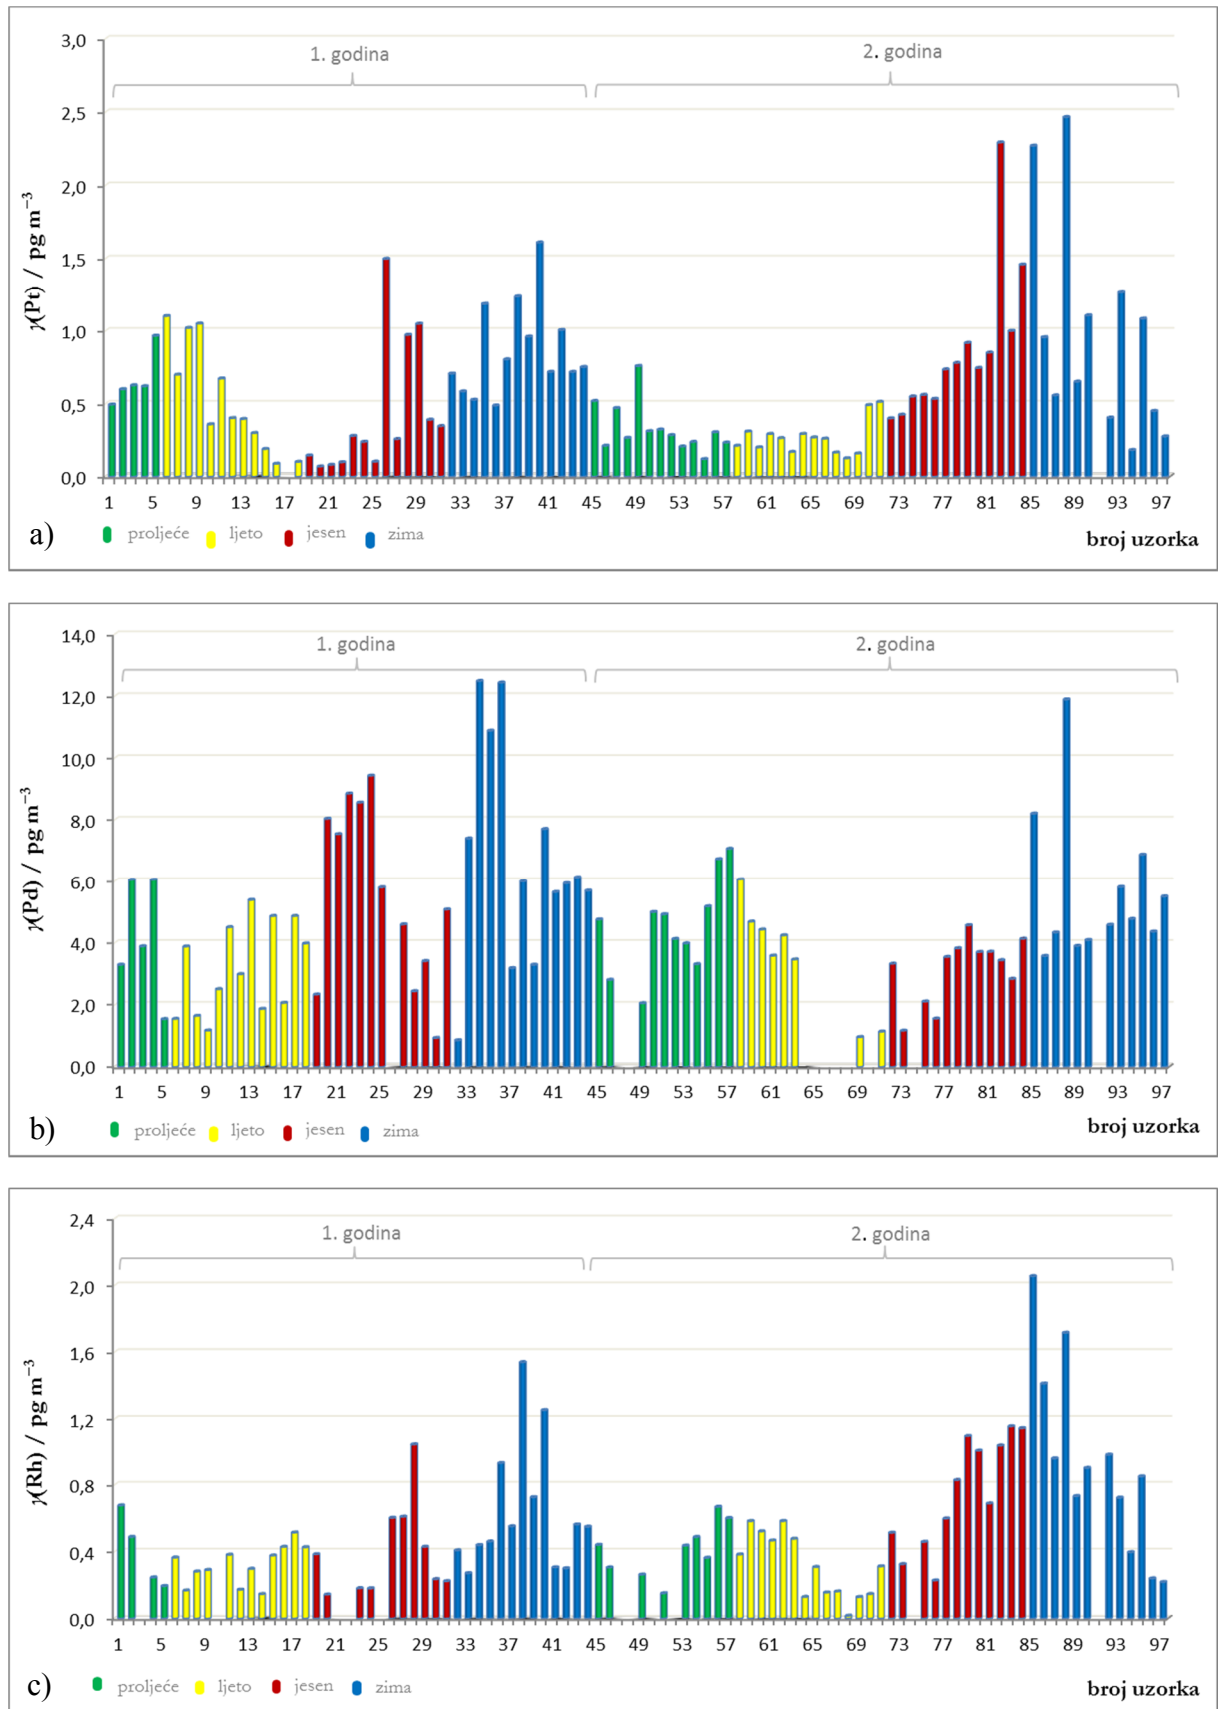 3,0
1. godina
2. godina
2,5
2,0
1,5
1,0
0,5
0,0
γ(Pt) / pg m⁻³
1 5 9 13 17 21 25 29 33 37 41 45 49 53 57 61 65 69 73 77 81 85 89 93 97
a)
proljeće ljeto jesen zima
broj uzorka
14,0
1. godina
2. godina
12,0
10,0
8,0
6,0
4,0
2,0
0,0
γ(Pd) / pg m⁻³
1 5 9 13 17 21 25 29 33 37 41 45 49 53 57 61 65 69 73 77 81 85 89 93 97
b)
proljeće ljeto jesen zima
broj uzorka
2,4
1. godina
2. godina
2,0
1,6
1,2
0,8
0,4
0,0
γ(Rh) / pg m⁻³
1 5 9 13 17 21 25 29 33 37 41 45 49 53 57 61 65 69 73 77 81 85 89 93 97
c)
proljeće ljeto jesen zima
broj uzorka